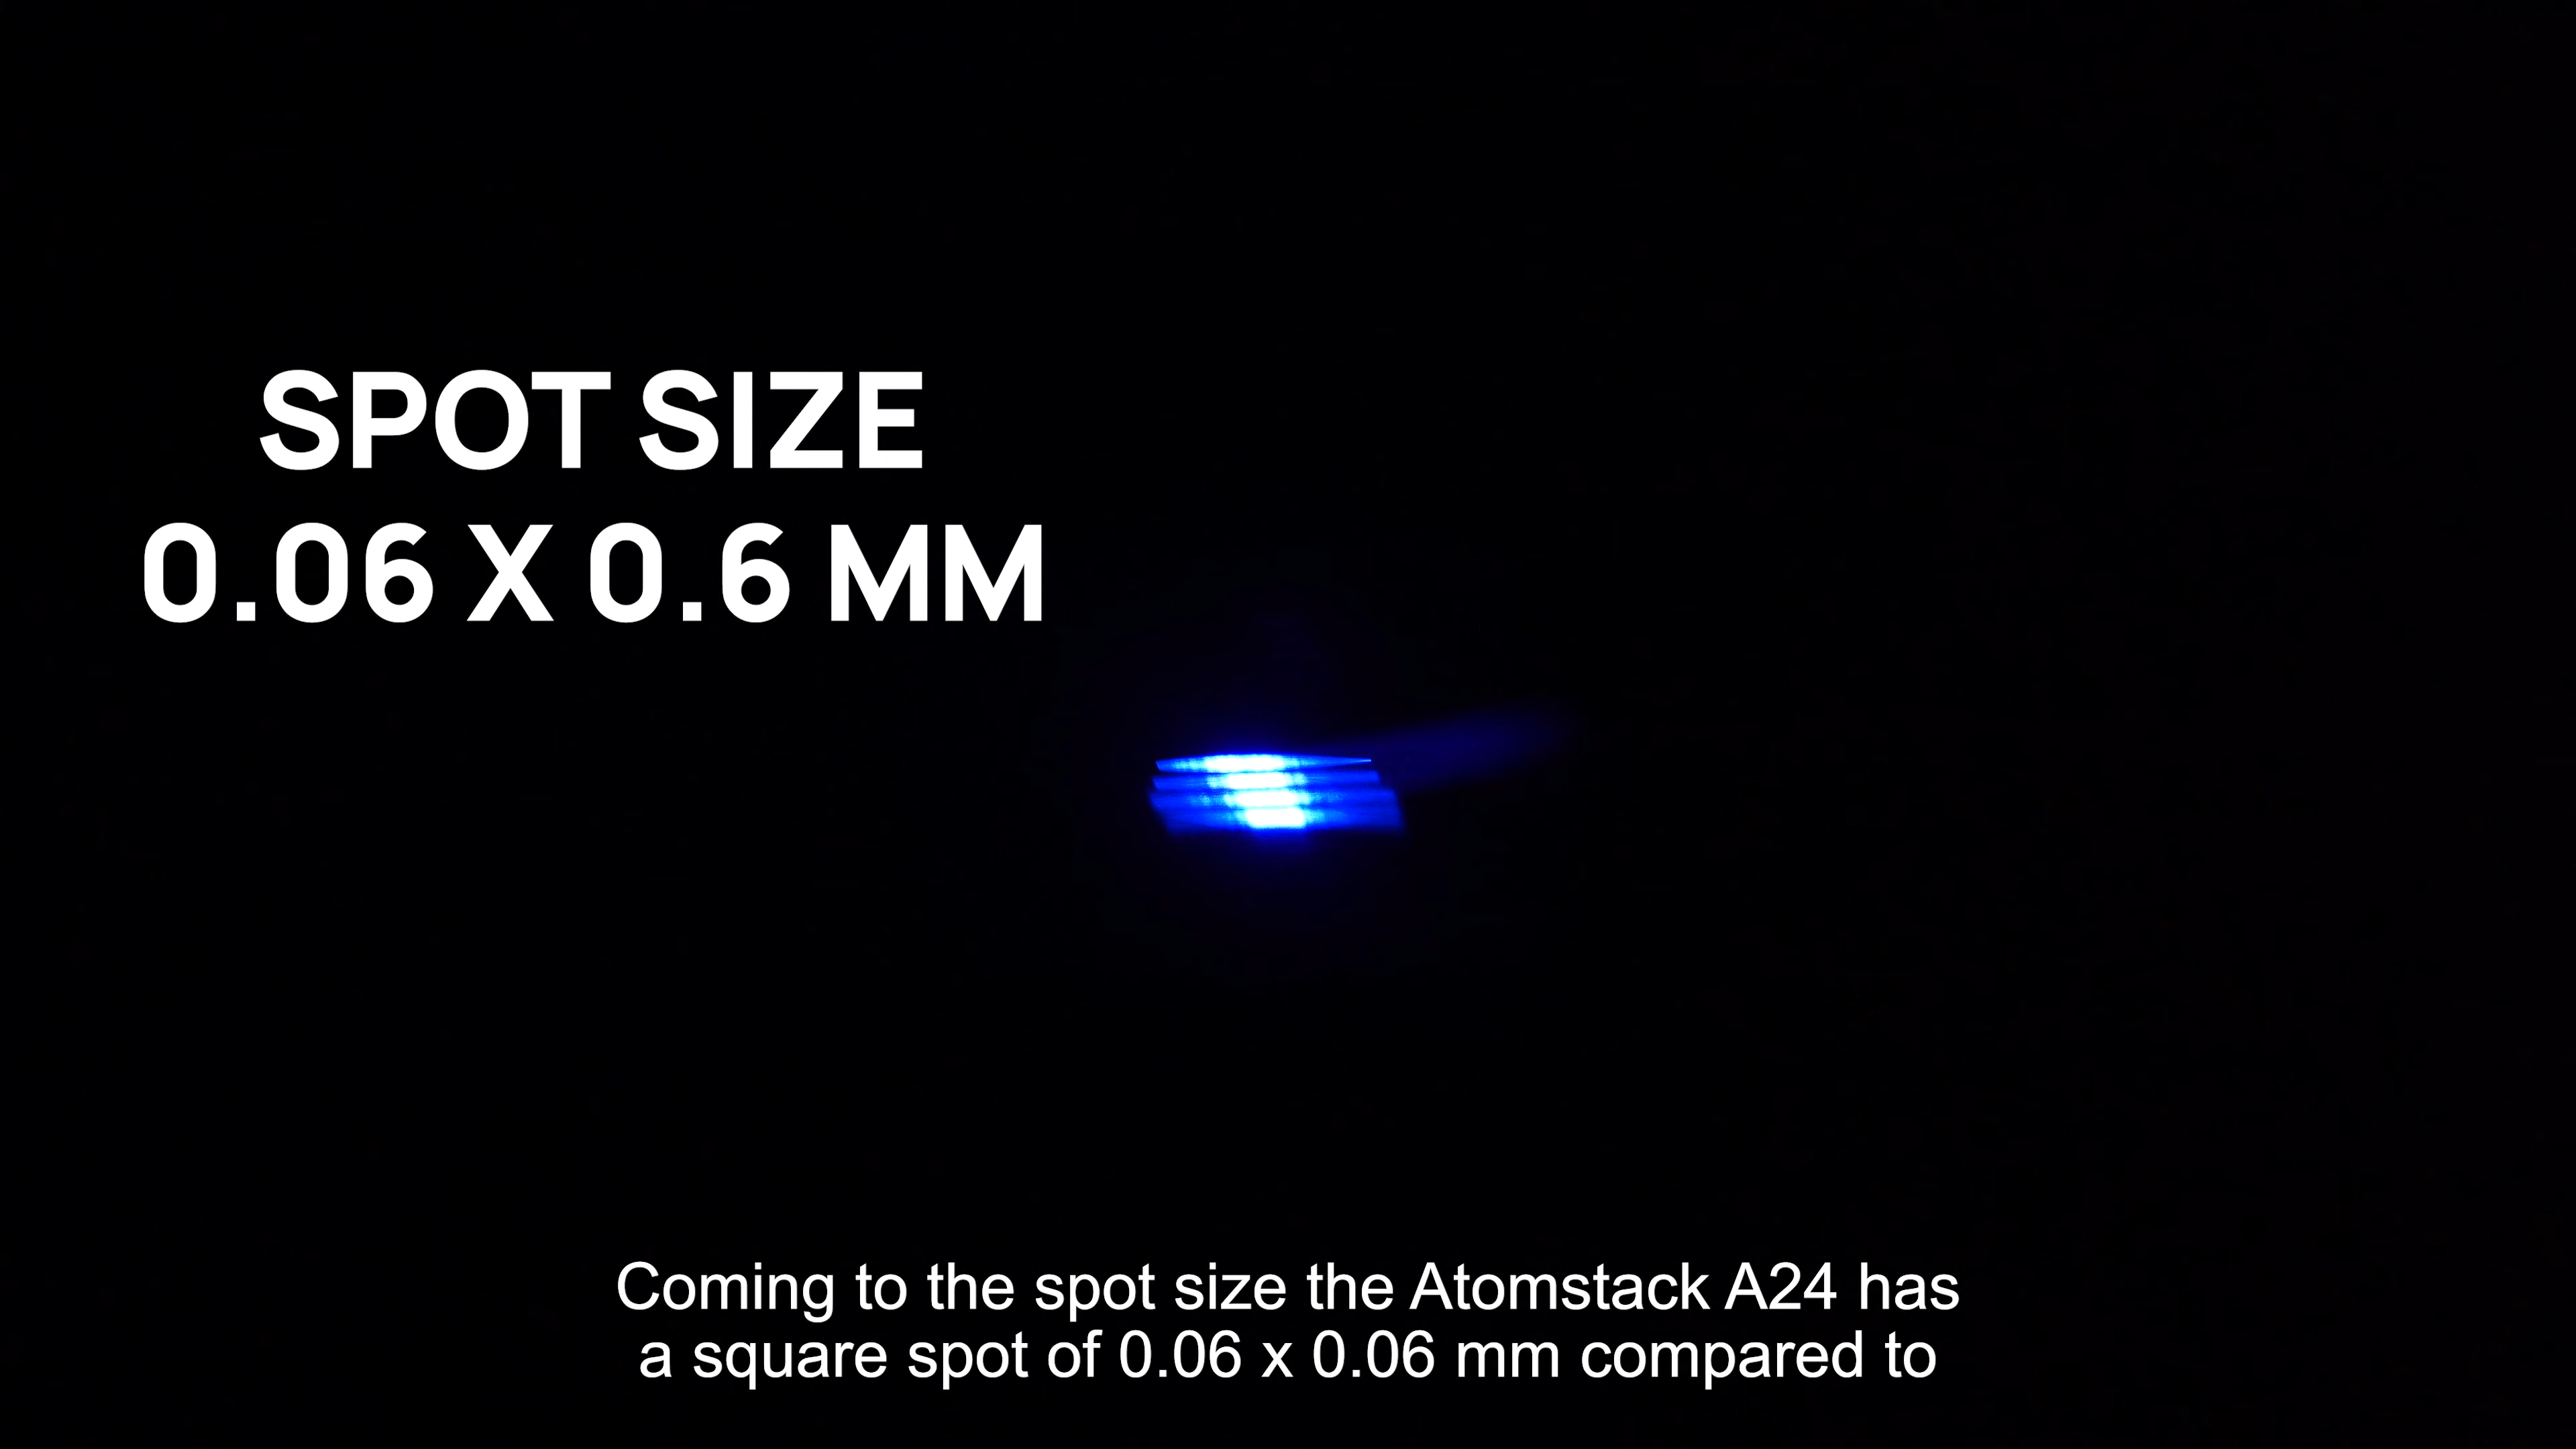 SPOT SIZE
0.06 X 0.6 MM
Coming to the spot size the Atomstack A24 has
a square spot of 0.06 x 0.06 mm compared to